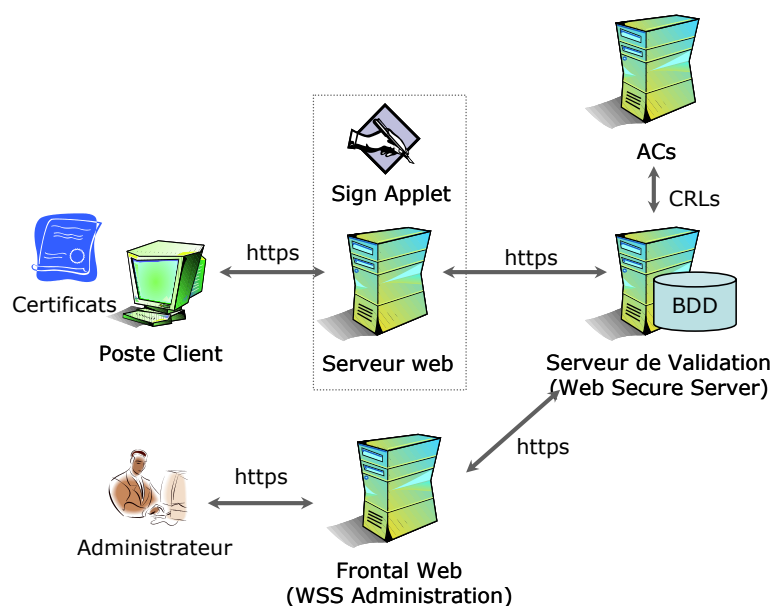 ACs
CRLs
Sign Applet
https
https
Certificats
BDD
Poste Client
Serveur web
Serveur de Validation
(Web Secure Server)
https
https
Administrateur
Frontal Web
(WSS Administration)